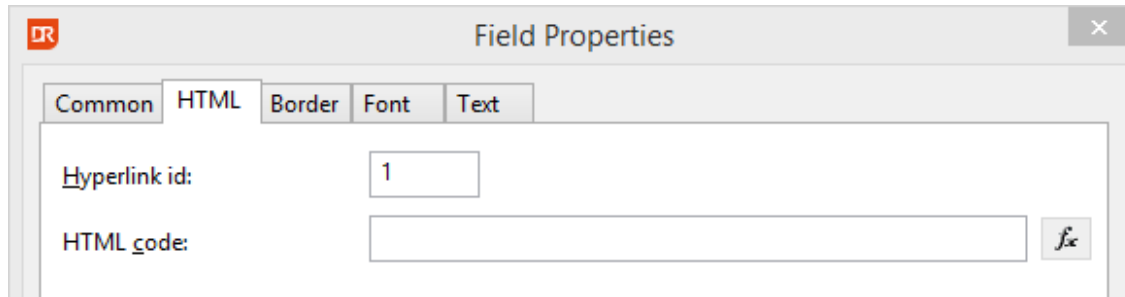 DR
Field Properties
Common HTML Border Font Text
Hyperlink id: 1
HTML code: fx